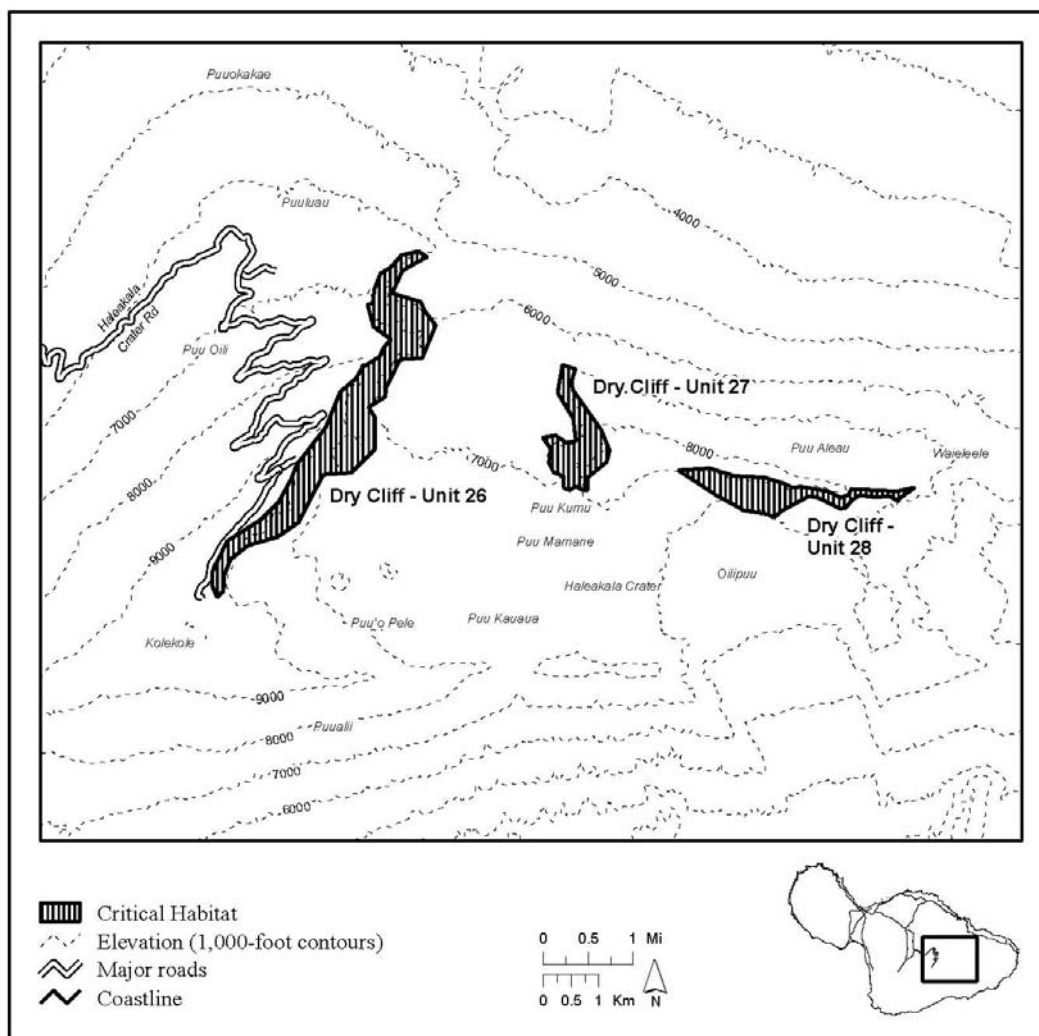 Puuokakae
Puuluau
4000
Haleakala
Crater Rd
5000
6000
Puu Oili
7000
Dry.Cliff - Unit 27
8000
Puu Aleau
Waieleele
7000
8000
Dry Cliff - Unit 26
Puu Kumu
Dry Cliff -
Unit 28
Puu Mamane
9000
Haleakala Crater
Oilipuu
Puu'o Pele
Puu Kauaua
Kolekole
9000
Puualii
8000
7000
6000
Critical Habitat
Elevation (1,000-foot contours)
Major roads
Coastline
0 0.5 1 Mi
0 0.5 1 Km
N